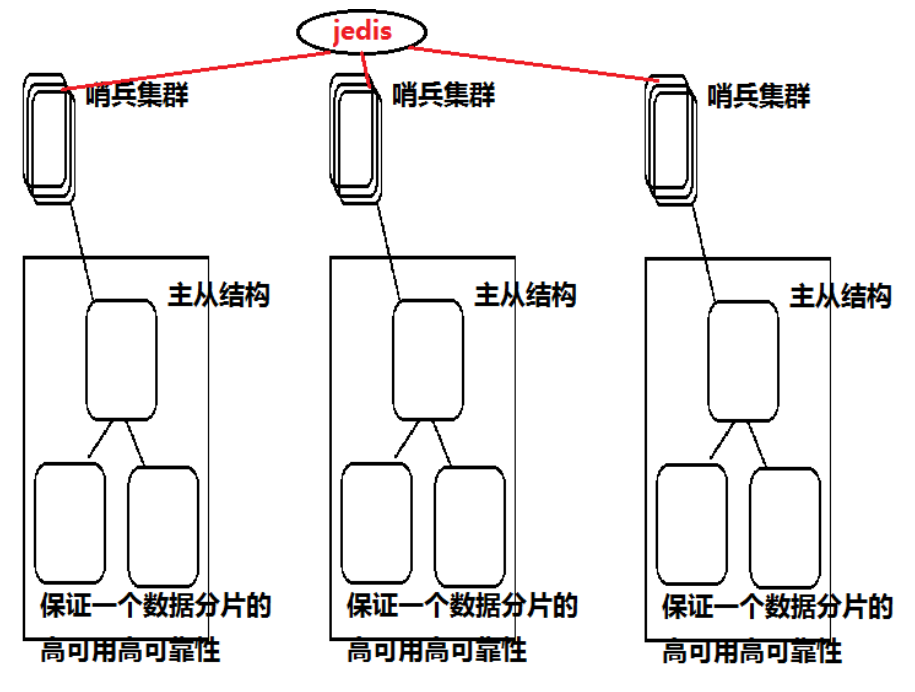 jedis
哨兵集群
哨兵集群
哨兵集群
主从结构
主从结构
主从结构
保证一个数据分片的
高可用高可靠性
保证一个数据分片的
高可用高可靠性
保证一个数据分片的
高可用高可靠性